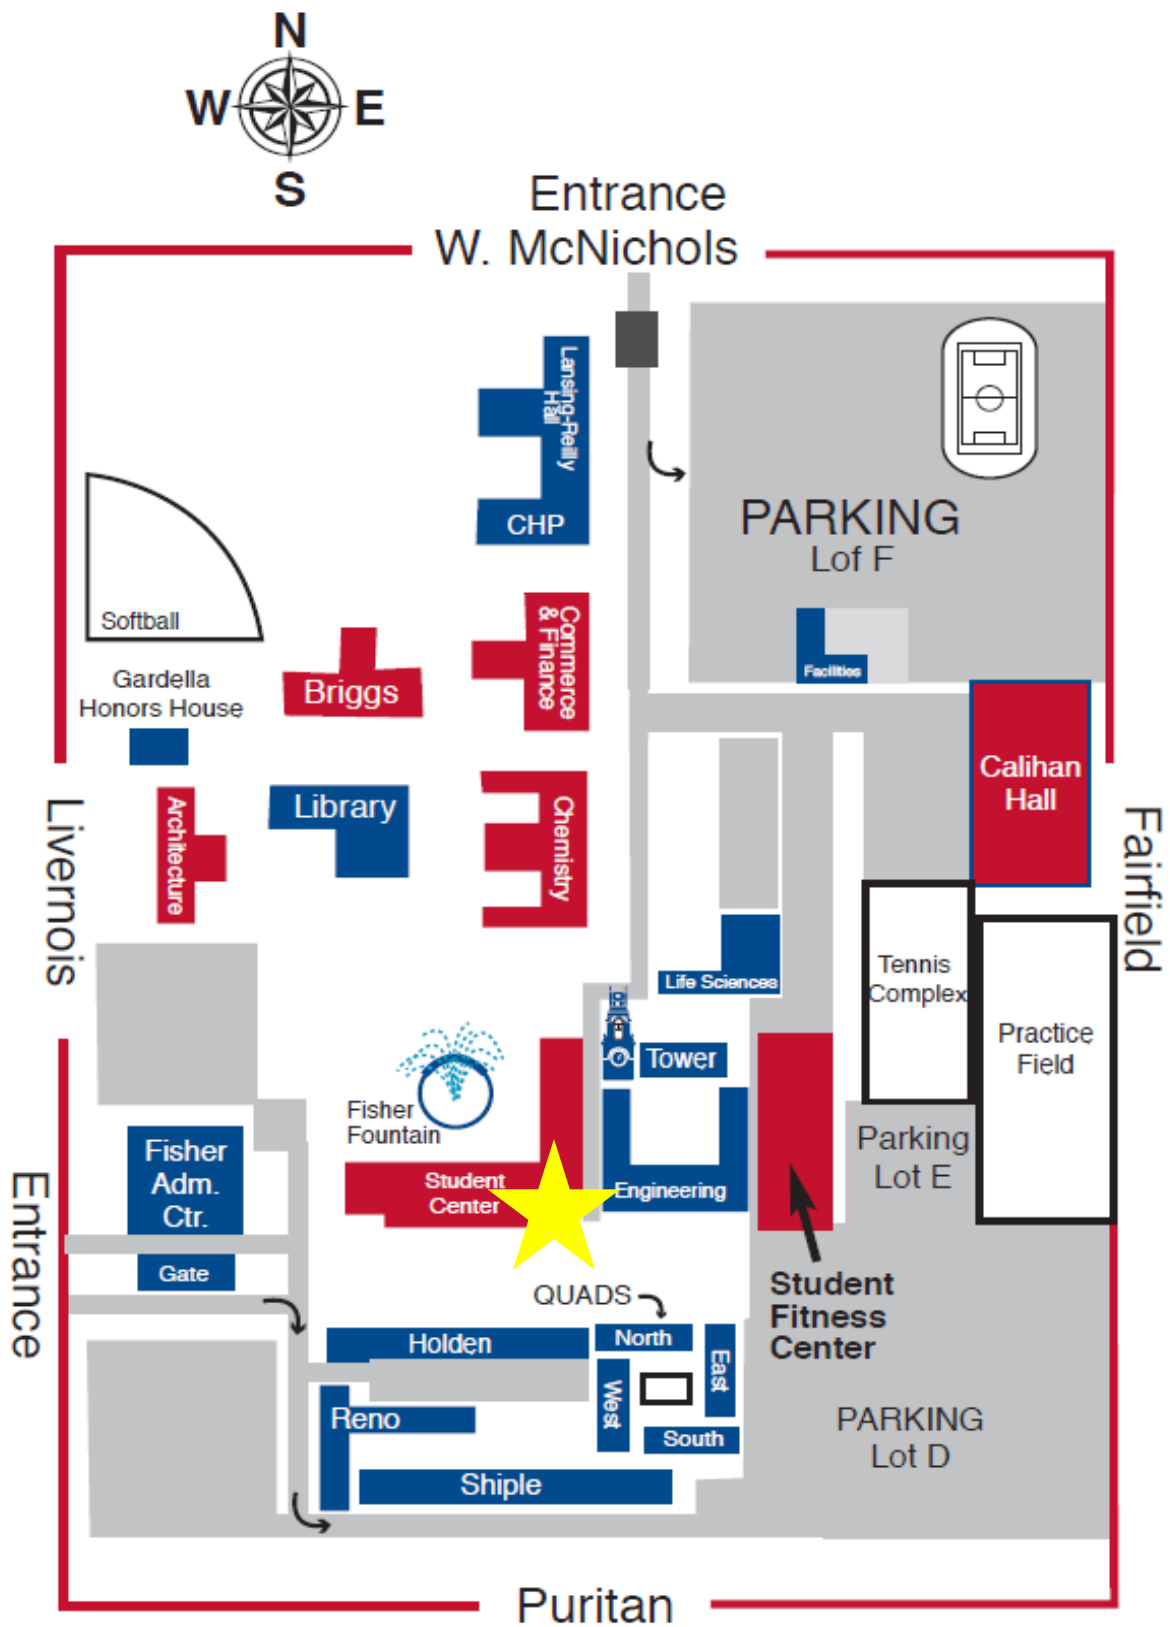 N
W E
S
Entrance
W. McNichols
Lansing-Reilly
Hall
CHP
PARKING
Lof F
Softball
Commerce
& Finance
Facilities
Gardella
Honors House
Briggs
Calihan
Hall
Livernois
Architecture
Library
Chemistry
Fairfield
Tennis
Complex
Life Sciences
Practice
Field
Tower
Fisher
Fountain
Fisher
Adm.
Ctr.
Parking
Lot E
Student
Center
Engineering
Entrance
Gate
QUADS
Student
Fitness
Center
Holden
North
East
West
Reno
South
PARKING
Lot D
Shiple
Puritan